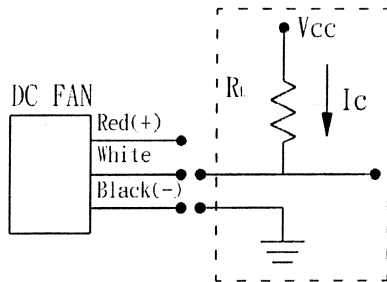 Vcc
DC FAN
RL
Ic
Red(+)
White
Black(-)